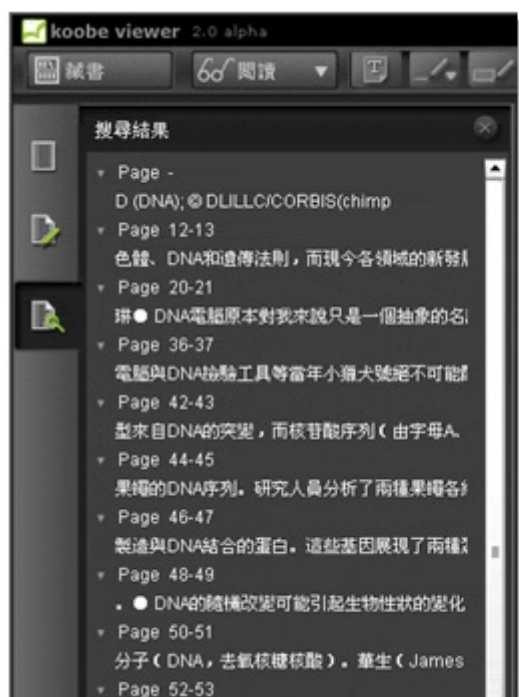 koobe viewer 2.0 alpha
藏書
閱讀
T
搜尋結果
Page -
D (DNA); © DLILLC/CORBIS(chimp
Page 12-13
色體、DNA和遺傳法則，而現今各領域的新發展
Page 20-21
琳● DNA電腦原本對我來說只是一個抽象的名
Page 36-37
電腦與DNA檢驗工具等當年小獵犬號絕不可能
Page 42-43
型來自DNA的突變，而核苷酸序列（由字母A、
Page 44-45
果蠅的DNA序列。研究人員分析了兩種果蠅各
Page 46-47
製造與DNA結合的蛋白。這些基因展現了兩種
Page 48-49
。● DNA的隨機改變可能引起生物性狀的變化
Page 50-51
分子（DNA，去氧核糖核酸）。華生（James
Page 52-53